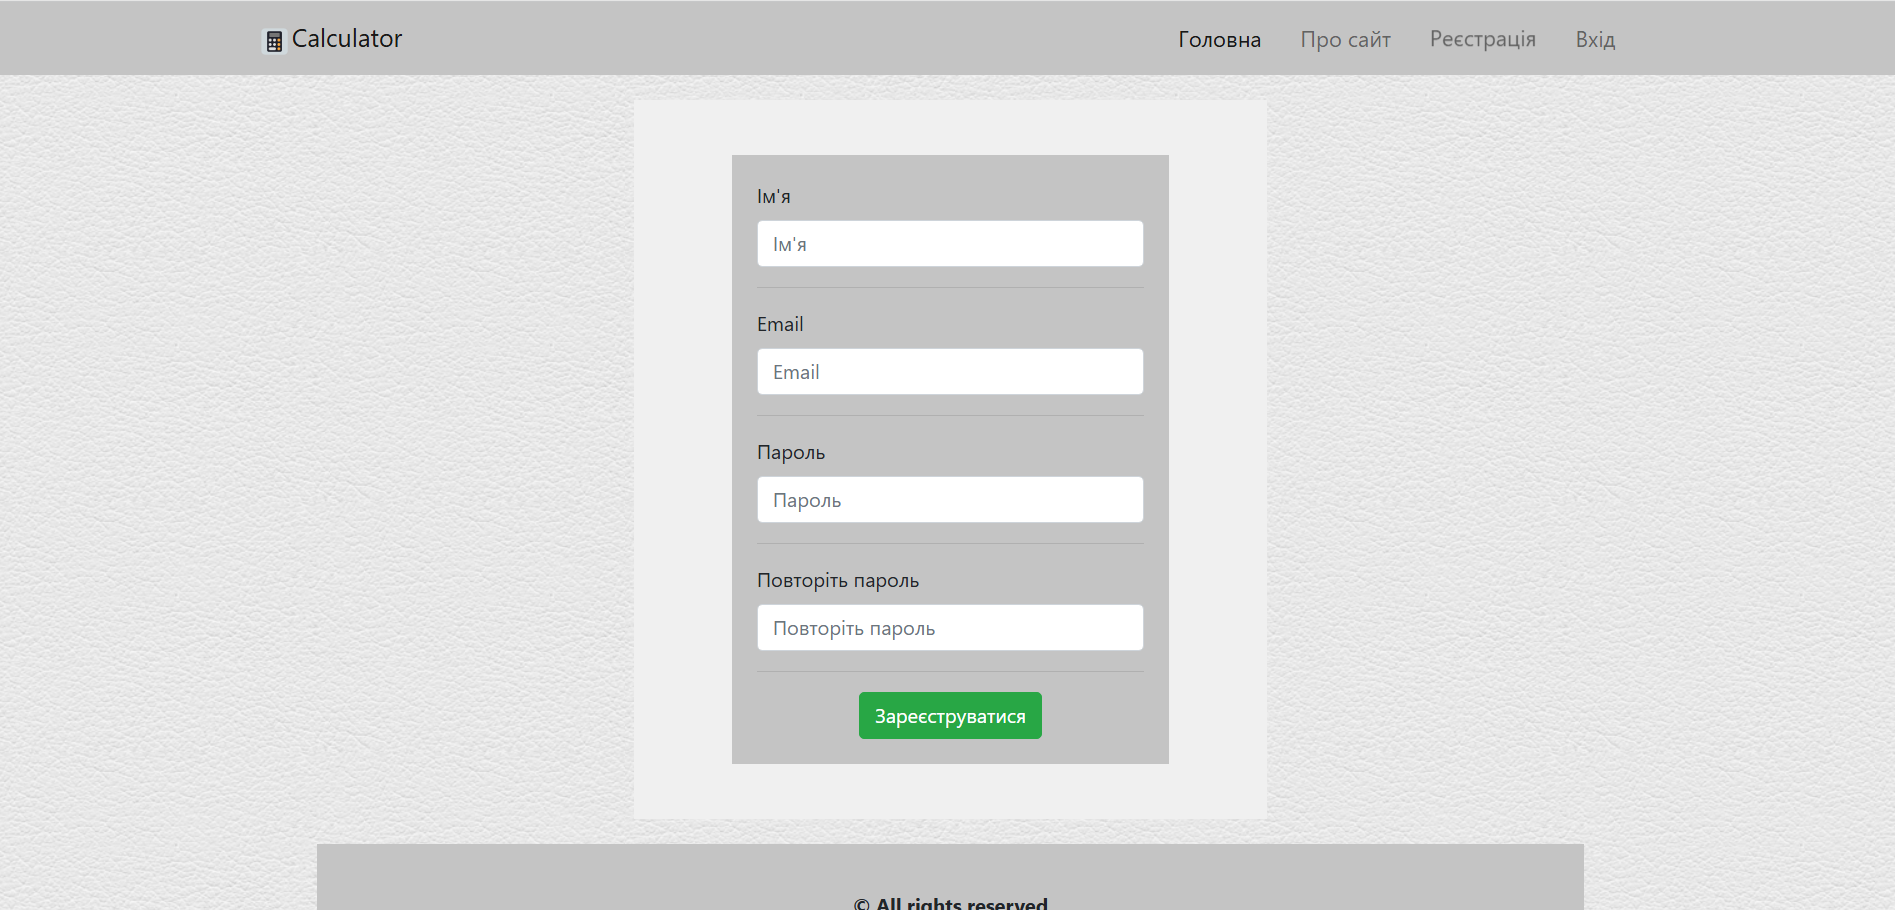 Calculator
Головна Про сайт Реєстрація Вхід
Ім'я
Ім'я
Email
Email
Пароль
Пароль
Повторіть пароль
Повторіть пароль
Зареєструватися
© All rights reserved